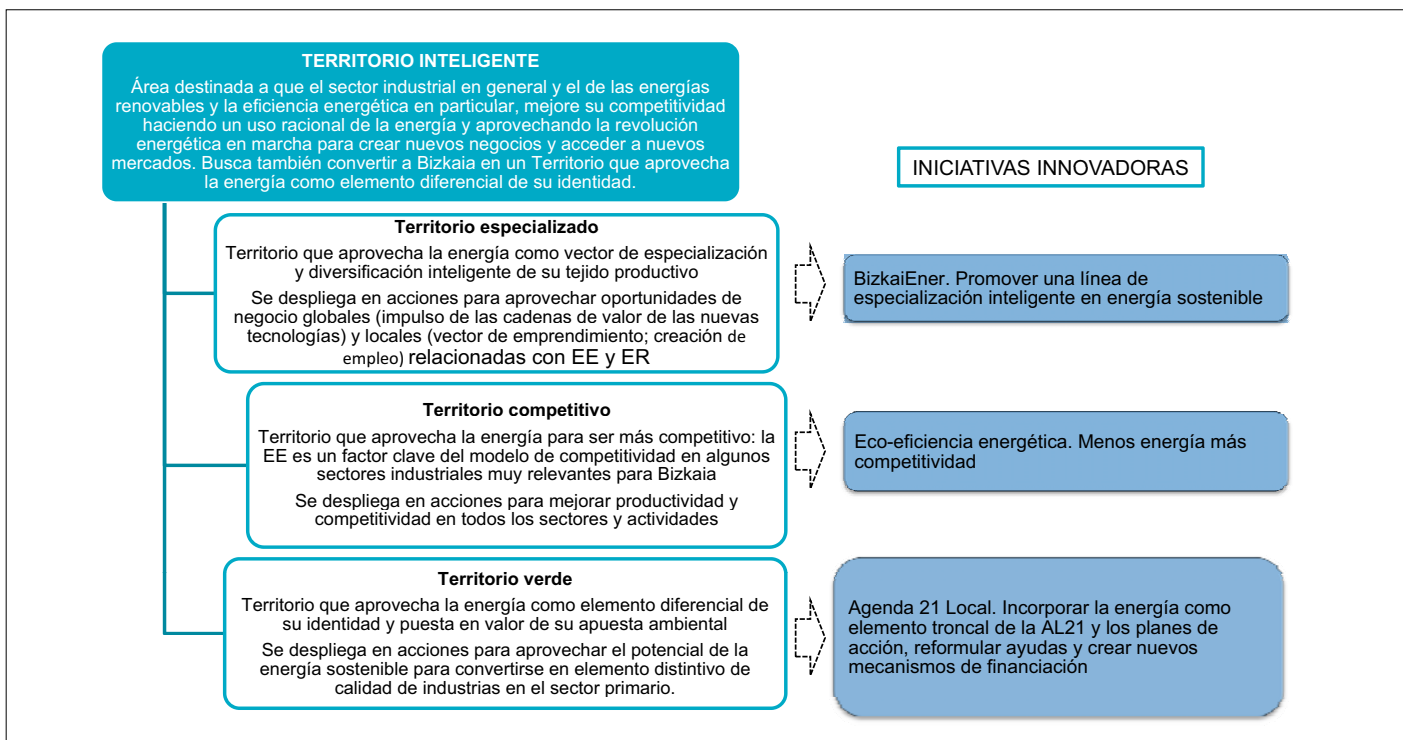 TERRITORIO INTELIGENTE
Área destinada a que el sector industrial en general y el de las energías
renovables y la eficiencia energética en particular, mejore su competitividad
haciendo un uso racional de la energía y aprovechando la revolución
energética en marcha para crear nuevos negocios y acceder a nuevos
mercados. Busca también convertir a Bizkaia en un Territorio que aprovecha
la energía como elemento diferencial de su identidad.
INICIATIVAS INNOVADORAS
Territorio especializado
Territorio que aprovecha la energía como vector de especialización
y diversificación inteligente de su tejido productivo
Se despliega en acciones para aprovechar oportunidades de
negocio globales (impulso de las cadenas de valor de las nuevas
tecnologías) y locales (vector de emprendimiento; creación de
empleo) relacionadas con EE y ER
BizkaiEner. Promover una línea de
especialización inteligente en energía sostenible
Territorio competitivo
Territorio que aprovecha la energía para ser más competitivo: la
EE es un factor clave del modelo de competitividad en algunos
sectores industriales muy relevantes para Bizkaia
Se despliega en acciones para mejorar productividad y
competitividad en todos los sectores y actividades
Eco-eficiencia energética. Menos energía más
competitividad
Territorio verde
Territorio que aprovecha la energía como elemento diferencial de
su identidad y puesta en valor de su apuesta ambiental
Se despliega en acciones para aprovechar el potencial de la
energía sostenible para convertirse en elemento distintivo de
calidad de industrias en el sector primario.
Agenda 21 Local. Incorporar la energía como
elemento troncal de la AL21 y los planes de
acción, reformular ayudas y crear nuevos
mecanismos de financiación